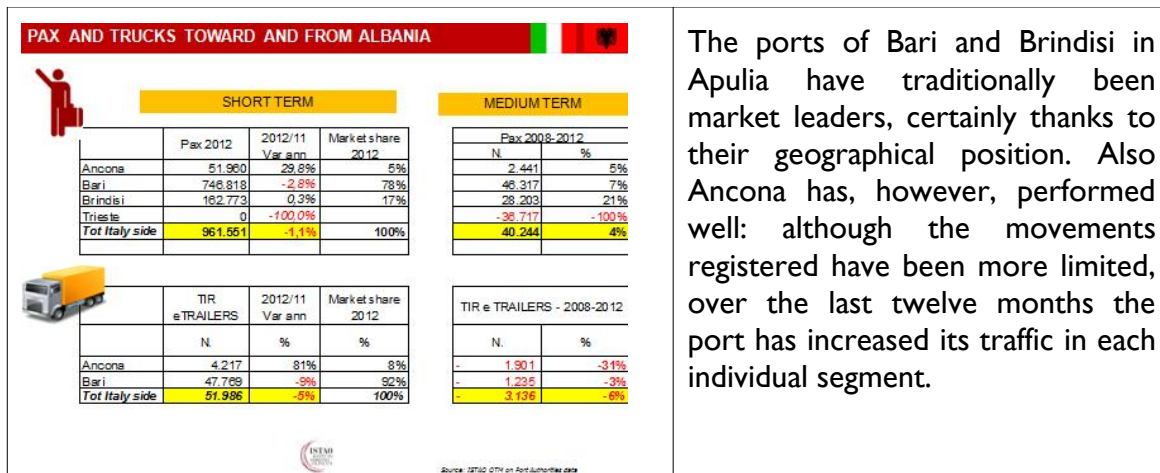 PAX AND TRUCKS TOWARD AND FROM ALBANIA
SHORT TERM
Pax 2012 2012/11 Var ann Market share 2012
Ancona 51.960 29,8% 5%
Bari 746.818 -2,8% 78%
Brindisi 162.773 0,3% 17%
Trieste 0 -100,0%
Tot Italy side 961.551 -1,1% 100%
MEDIUM TERM
Pax 2008-2012
N. %
2.441 5%
46.317 7%
28.203 21%
-36.717 -100%
40.244 4%
TIR eTRAILERS 2012/11 Var ann Market share 2012
N. % %
Ancona 4.217 81% 8%
Bari 47.769 -9% 92%
Tot Italy side 51.986 -5% 100%
TIR e TRAILERS - 2008-2012
N. %
- 1.901 -31%
- 1.235 -3%
- 3.136 -6%
ISTAO
Source: ISTAO OTM on Port Authorities data
The ports of Bari and Brindisi in
Apulia have traditionally been
market leaders, certainly thanks to
their geographical position. Also
Ancona has, however, performed
well: although the movements
registered have been more limited,
over the last twelve months the
port has increased its traffic in each
individual segment.